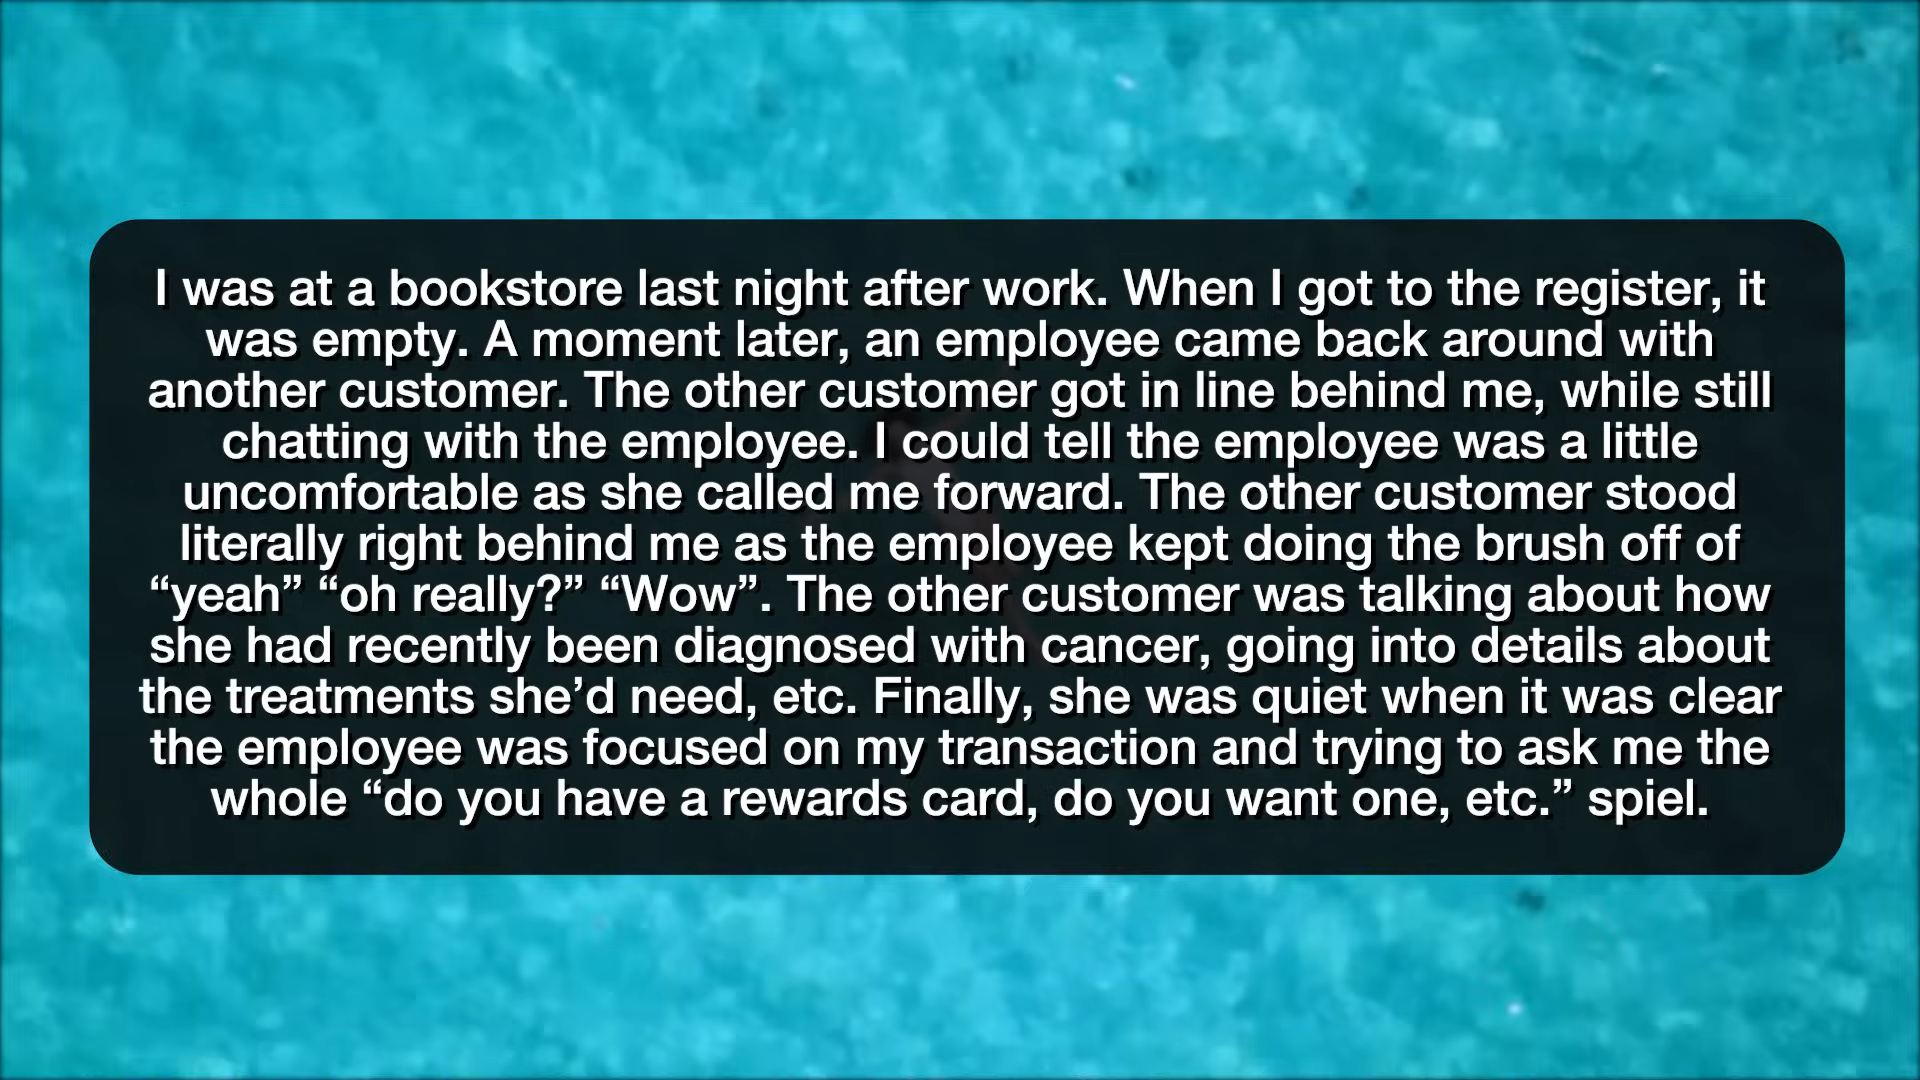 I was at a bookstore last night after work. When I got to the register, it
was empty. A moment later, an employee came back around with
another customer. The other customer got in line behind me, while still
chatting with the employee. I could tell the employee was a little
uncomfortable as she called me forward. The other customer stood
literally right behind me as the employee kept doing the brush off of
“yeah” “oh really?” “Wow”. The other customer was talking about how
she had recently been diagnosed with cancer, going into details about
the treatments she’d need, etc. Finally, she was quiet when it was clear
the employee was focused on my transaction and trying to ask me the
whole “do you have a rewards card, do you want one, etc.” spiel.